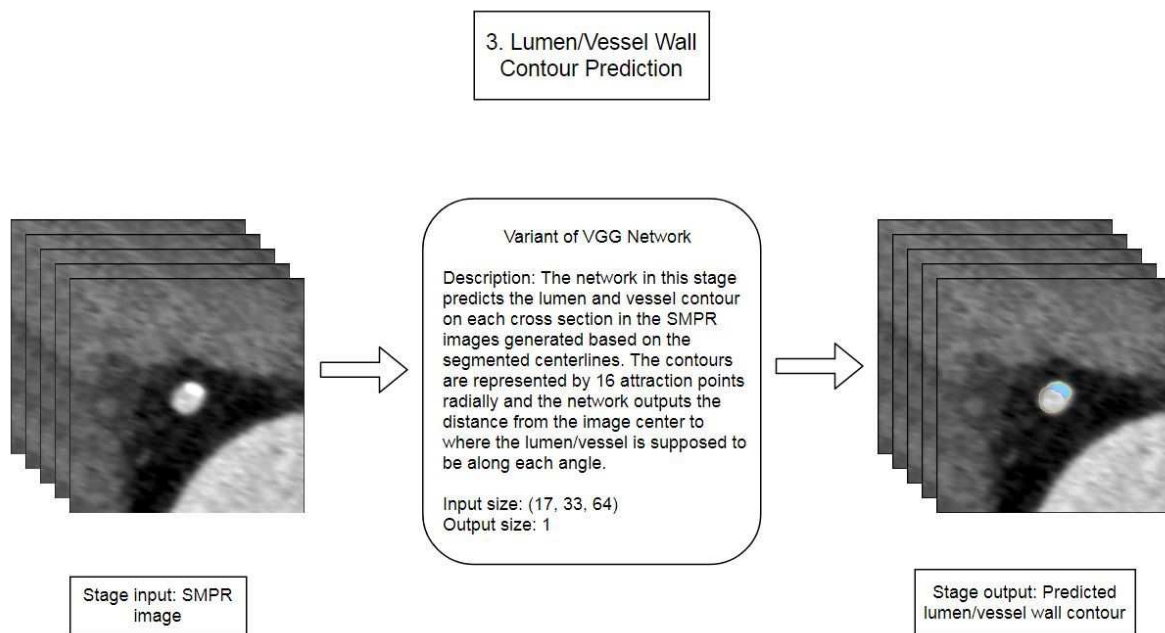 3. Lumen/Vessel Wall
Contour Prediction
Variant of VGG Network
Description: The network in this stage
predicts the lumen and vessel contour
on each cross section in the SMPR
images generated based on the
segmented centerlines. The contours
are represented by 16 attraction points
radially and the network outputs the
distance from the image center to
where the lumen/vessel is supposed to
be along each angle.
Input size: (17, 33, 64)
Output size: 1
Stage input: SMPR
image
Stage output: Predicted
lumen/vessel wall contour